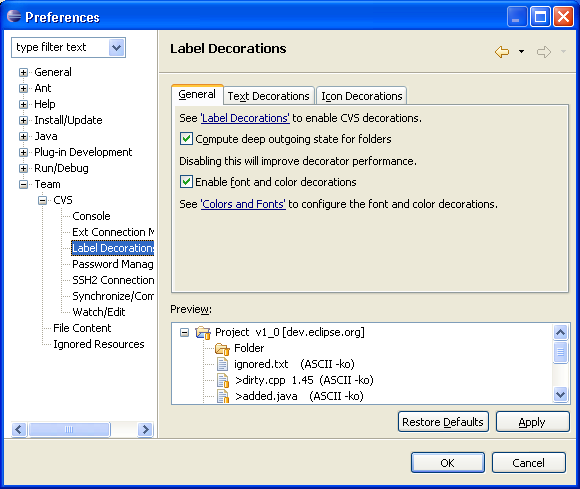 Preferences
type filter text
General
Ant
Help
Install/Update
Java
Plug-in Development
Run/Debug
Team
CVS
Console
Ext Connection M
Label Decorations
Password Manag
SSH2 Connection
Synchronize/Com
Watch/Edit
File Content
Ignored Resources
Label Decorations
General Text Decorations Icon Decorations
See 'Label Decorations' to enable CVS decorations.
Compute deep outgoing state for folders
Disabling this will improve decorator performance.
Enable font and color decorations
See 'Colors and Fonts' to configure the font and color decorations.
Preview:
Project v1_0 [dev.eclipse.org]
Folder
ignored.txt (ASCII -ko)
>dirty.cpp 1.45 (ASCII -ko)
>added.java (ASCII -ko)
Restore Defaults Apply
OK Cancel